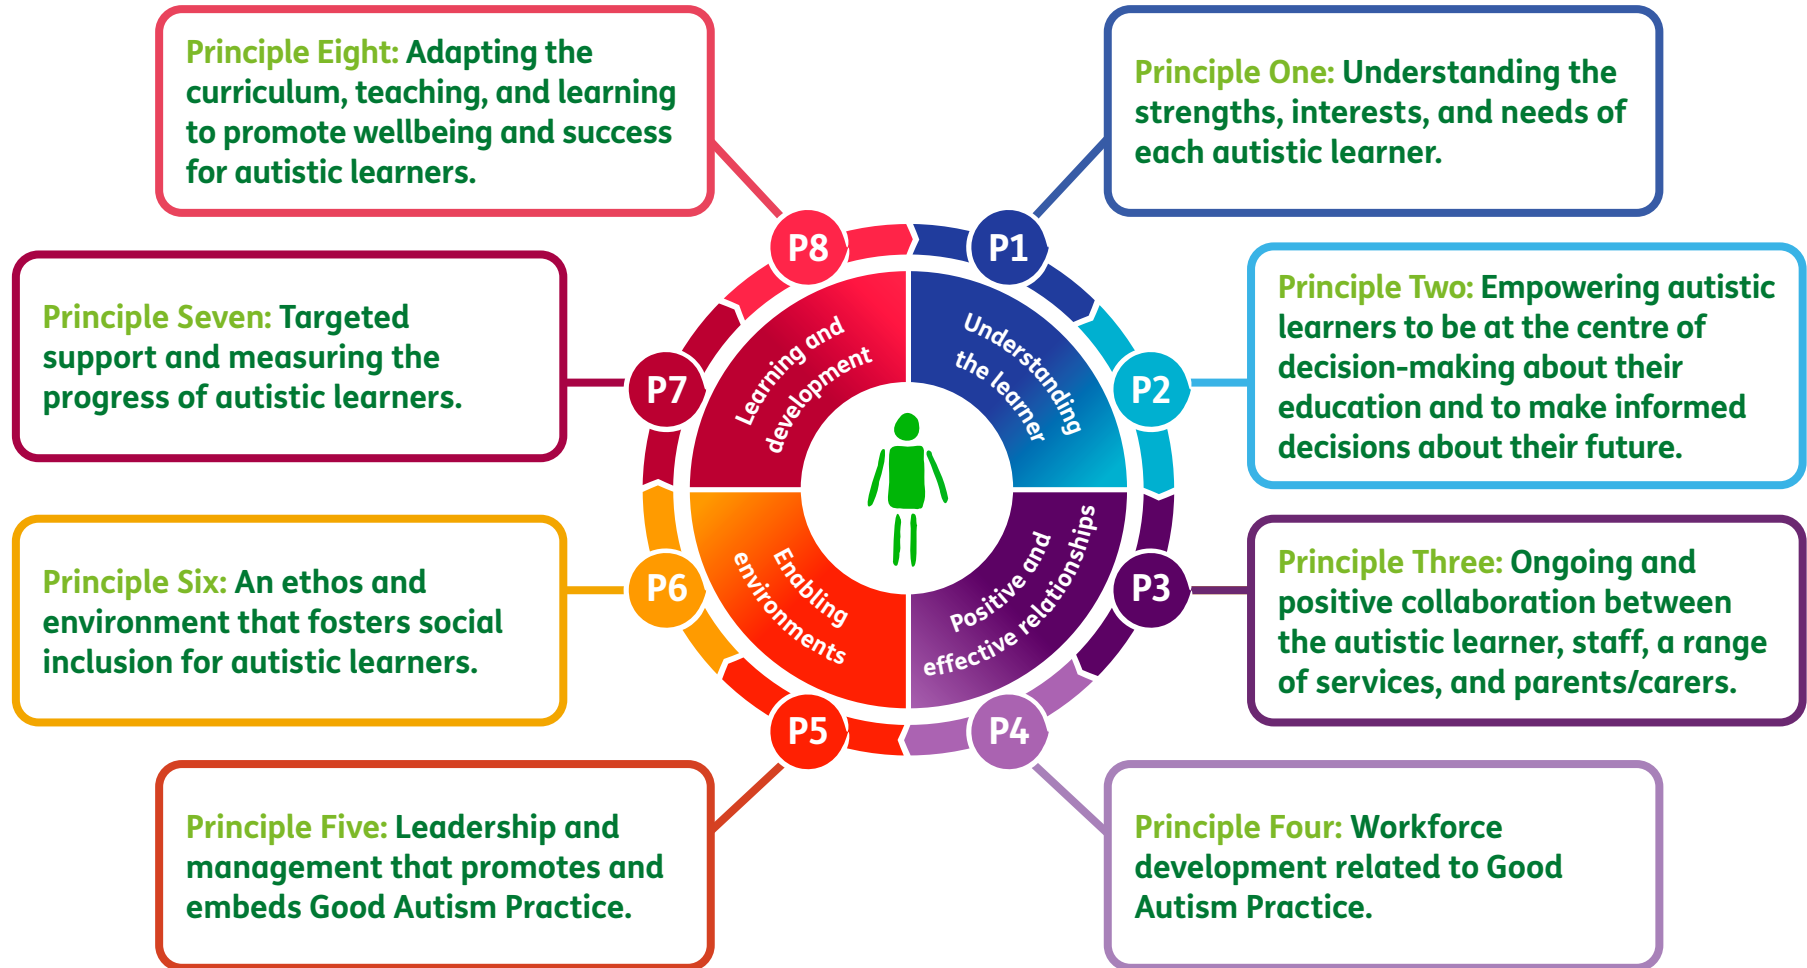 Principle Eight: Adapting the
curriculum, teaching, and learning
to promote wellbeing and success
for autistic learners.
Principle One: Understanding the
strengths, interests, and needs of
each autistic learner.
Principle Seven: Targeted
support and measuring the
progress of autistic learners.
Principle Two: Empowering autistic
learners to be at the centre of
decision-making about their
education and to make informed
decisions about their future.
Principle Six: An ethos and
environment that fosters social
inclusion for autistic learners.
Principle Three: Ongoing and
positive collaboration between
the autistic learner, staff, a range
of services, and parents/carers.
Principle Five: Leadership and
management that promotes and
embeds Good Autism Practice.
Principle Four: Workforce
development related to Good
Autism Practice.
P8
P1
P7
P2
P6
P3
P5
P4
Learning and
development
Understanding
the learner
Enabling
environments
Positive and
effective relationships